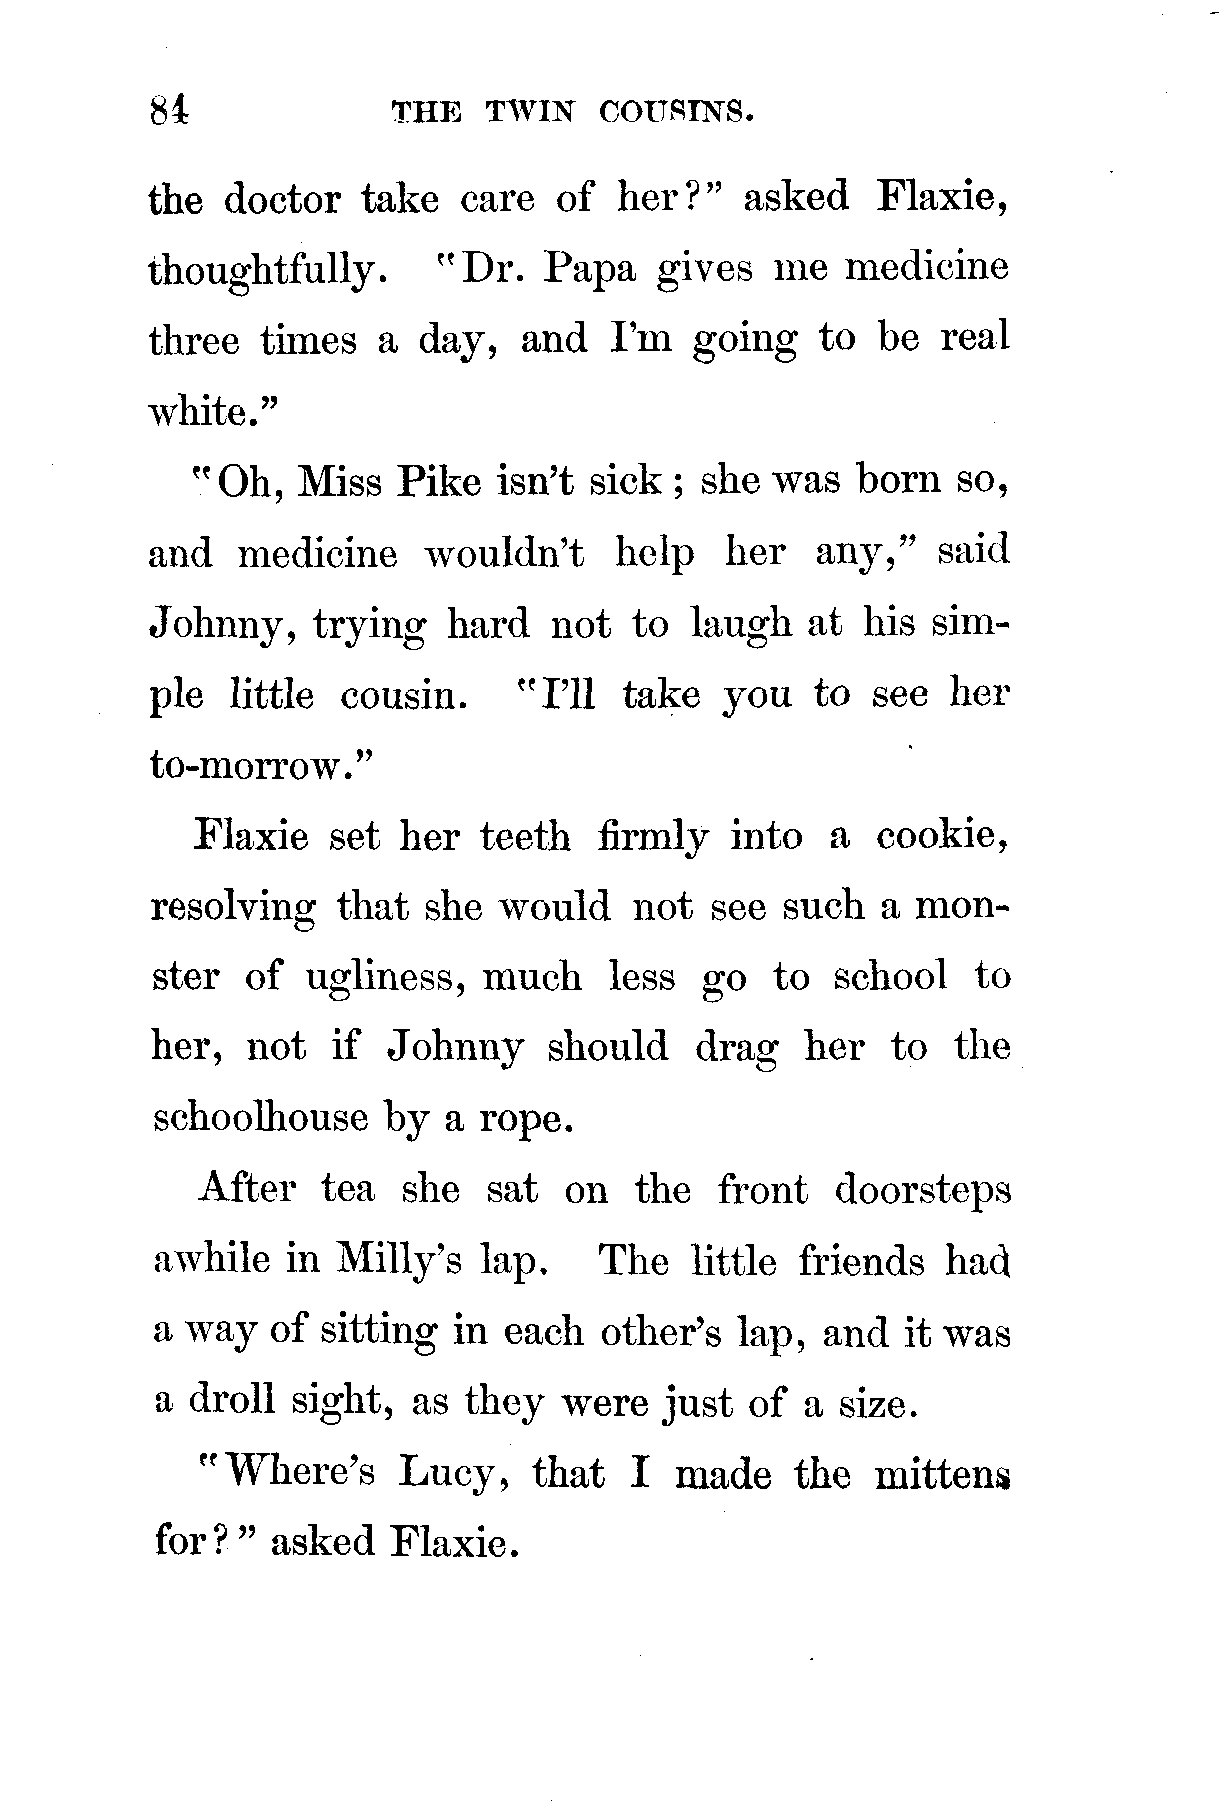 84 THE TWIN COUSINS.
the doctor take care of her?" asked Flaxie,
thoughtfully. "Dr. Papa gives me medicine
three times a day, and I'm going to be real
white."
"Oh, Miss Pike isn't sick; she was born so,
and medicine wouldn't help her any," said
Johnny, trying hard not to laugh at his sim-
ple little cousin. "I'll take you to see her
to-morrow."
Flaxie set her teeth firmly into a cookie,
resolving that she would not see such a mon-
ster of ugliness, much less go to school to
her, not if Johnny should drag her to the
schoolhouse by a rope.
After tea she sat on the front doorsteps
awhile in Milly's lap. The little friends had
a way of sitting in each other's lap, and it was
a droll sight, as they were just of a size.
"Where's Lucy, that I made the mittens
for?" asked Flaxie.